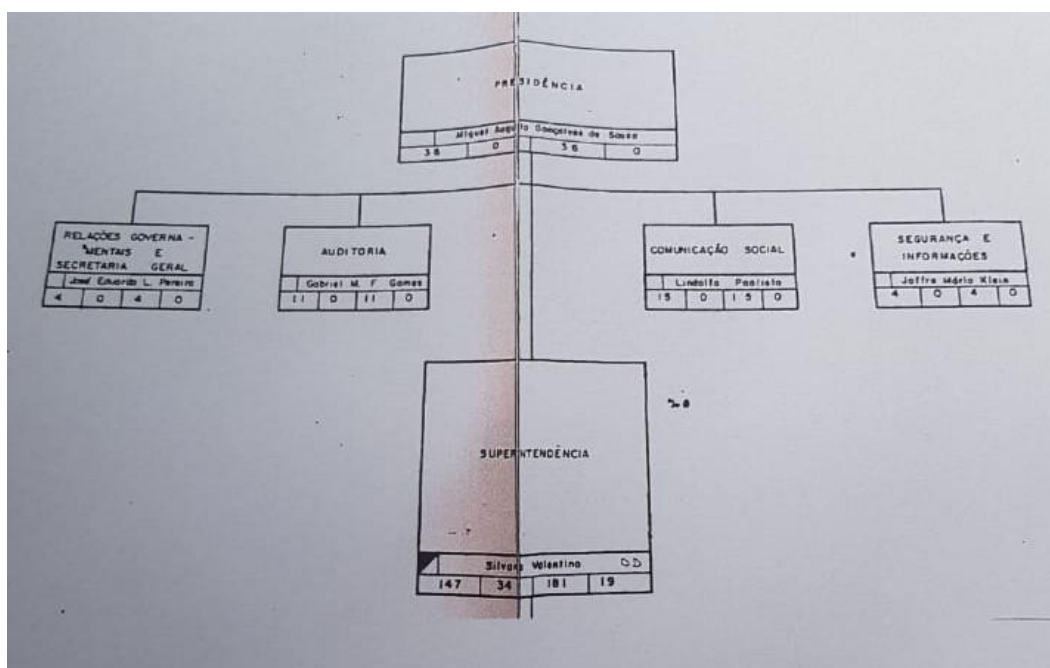 PRESIDÊNCIA
Miguel Augusto Gonçalves de Souza
36 0 36 0
RELAÇÕES GOVERNA-
MENTAIS E
SECRETARIA GERAL
José Eduardo L. Pereira
4 0 4 0
AUDITORIA
Gabriel M. F. Gomes
11 0 11 0
COMUNICAÇÃO SOCIAL
Lindolfo Paoliello
15 0 15 0
SEGURANÇA E
INFORMAÇÕES
Joffre Mário Klein
4 0 4 0
SUPERINTENDÊNCIA
Silvano Valentino
147 34 181 19